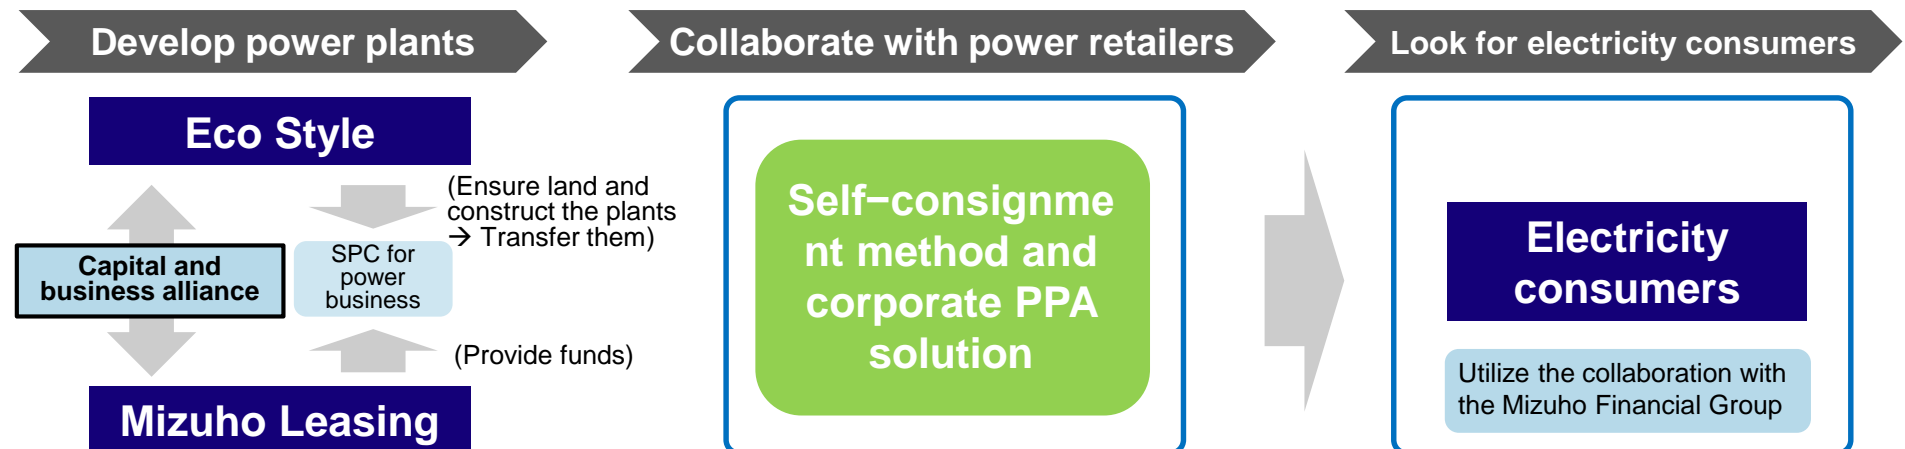 Develop power plants
Collaborate with power retailers
Look for electricity consumers
Eco Style
(Ensure land and
construct the plants
→ Transfer them)
Capital and
business alliance
SPC for
power
business
(Provide funds)
Mizuho Leasing
Self−consignme
nt method and
corporate PPA
solution
Electricity
consumers
Utilize the collaboration with
the Mizuho Financial Group